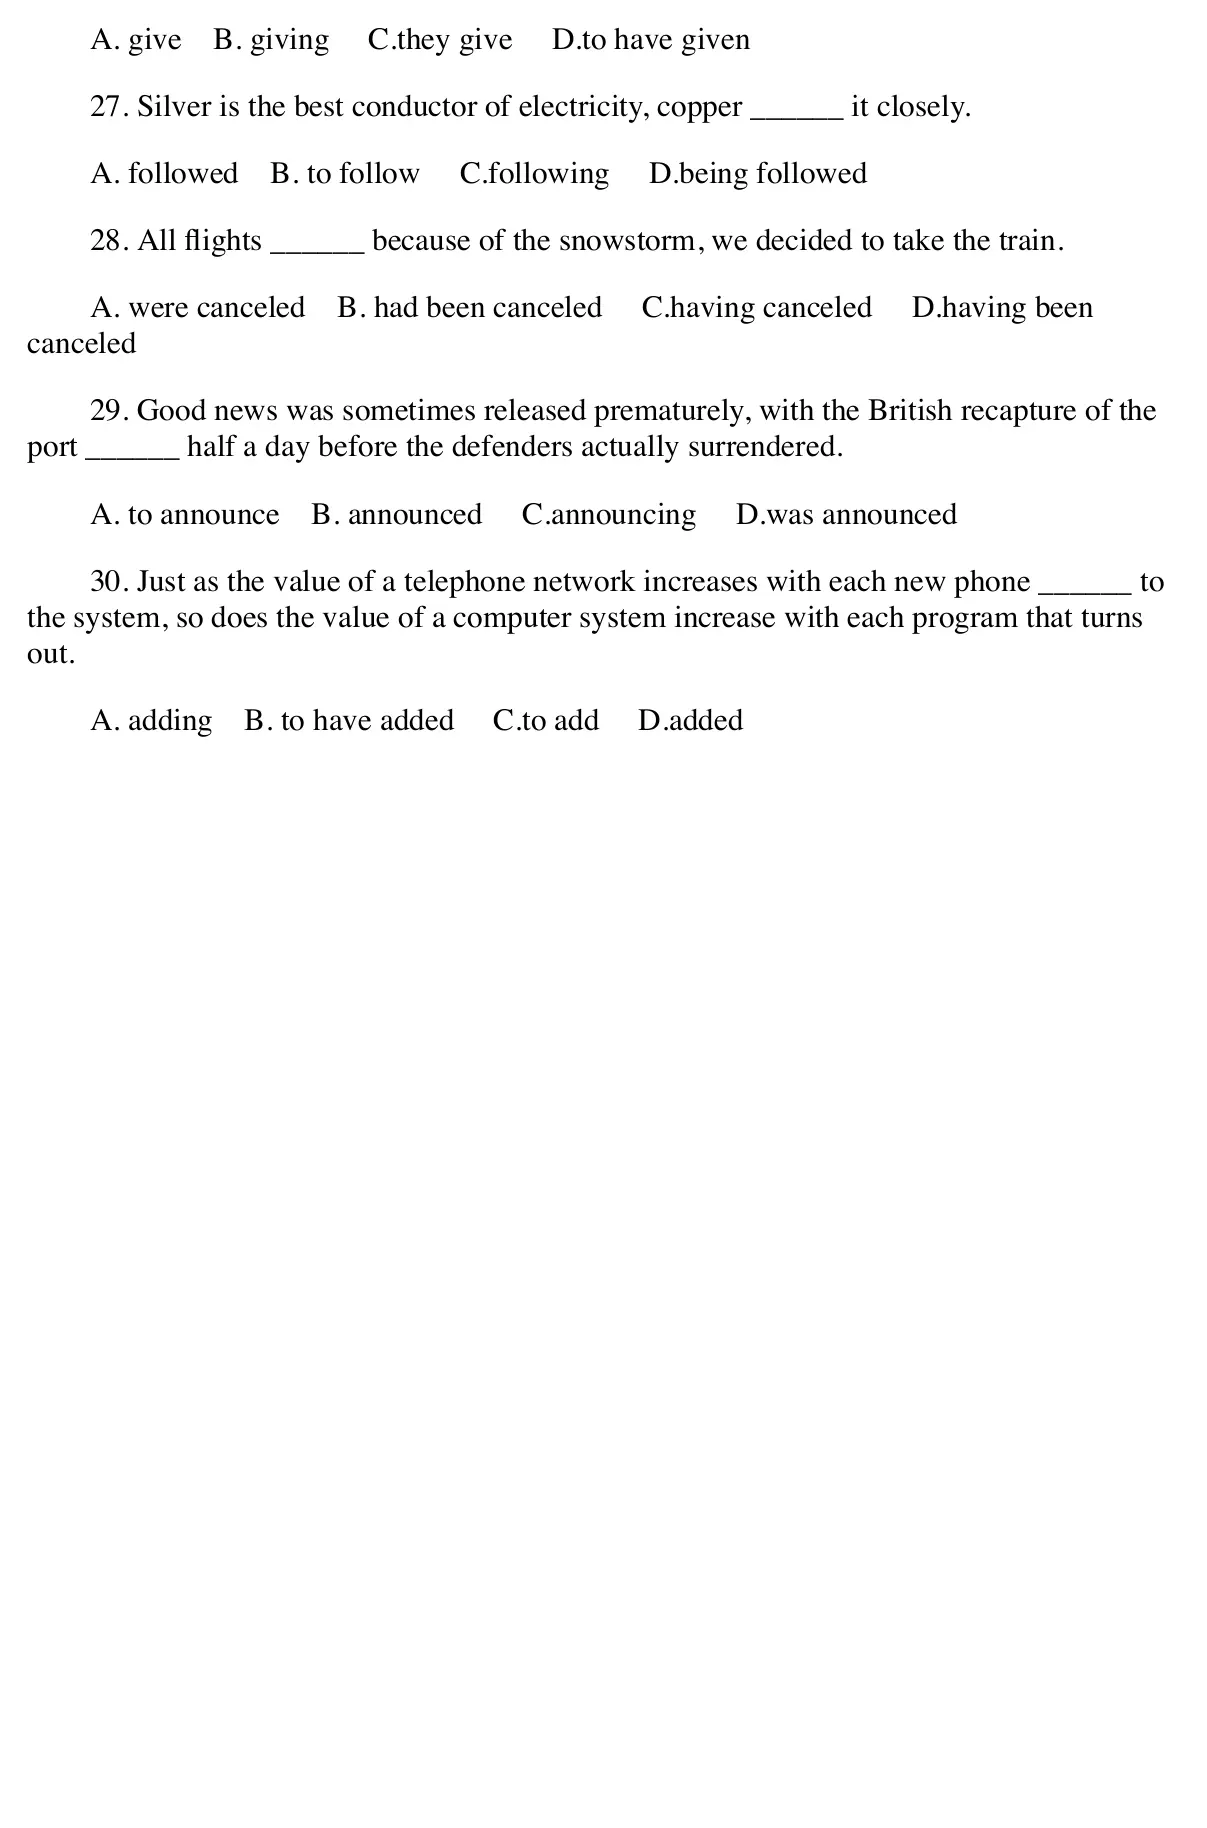 A. give B. giving C.they give D.to have given
27. Silver is the best conductor of electricity, copper ______ it closely.
A. followed B. to follow C.following D.being followed
28. All flights ______ because of the snowstorm, we decided to take the train.
A. were canceled B. had been canceled C.having canceled D.having been
canceled
29. Good news was sometimes released prematurely, with the British recapture of the
port ______ half a day before the defenders actually surrendered.
A. to announce B. announced C.announcing D.was announced
30. Just as the value of a telephone network increases with each new phone ______ to
the system, so does the value of a computer system increase with each program that turns
out.
A. adding B. to have added C.to add D.added